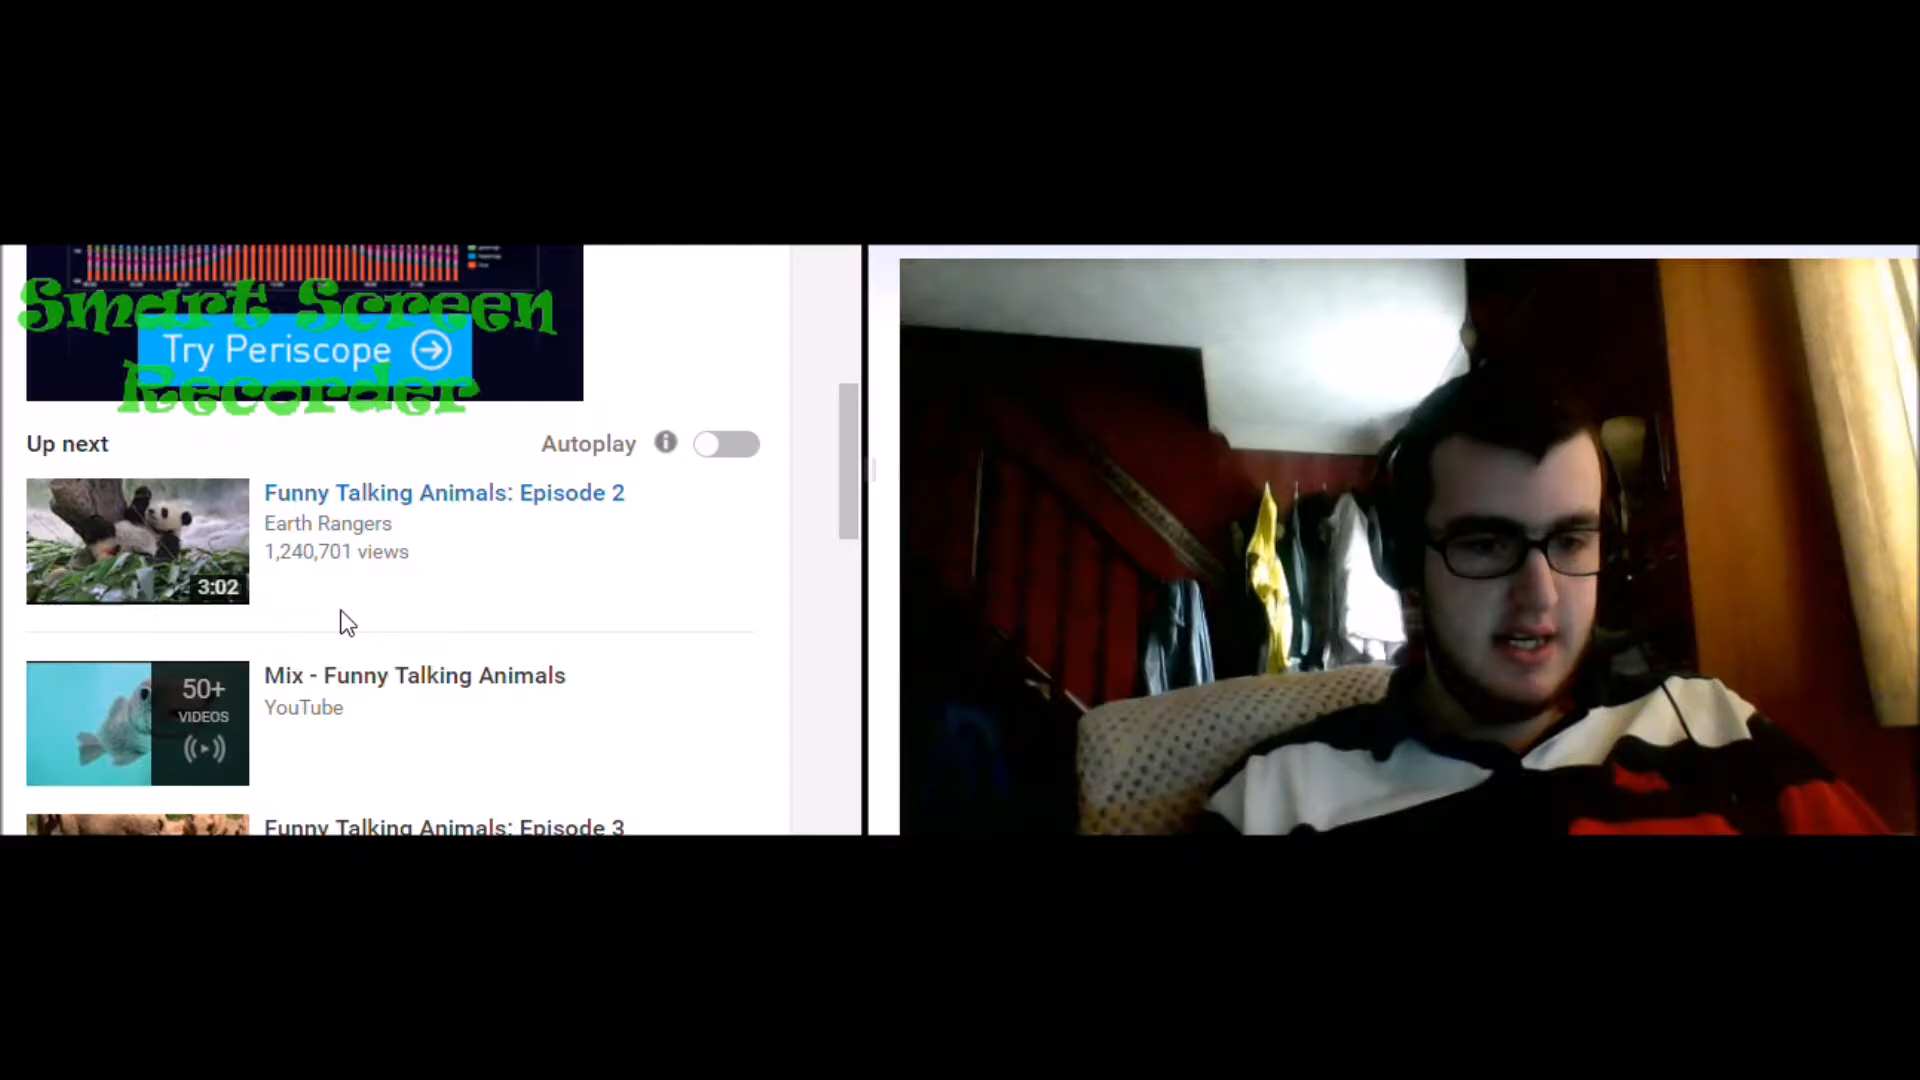 Smart Screen
Try Periscope
Recorder
Up next
Autoplay
Funny Talking Animals: Episode 2
Earth Rangers
1,240,701 views
3:02
Mix - Funny Talking Animals
YouTube
50+
VIDEOS
Funny Talking Animals: Episode 3